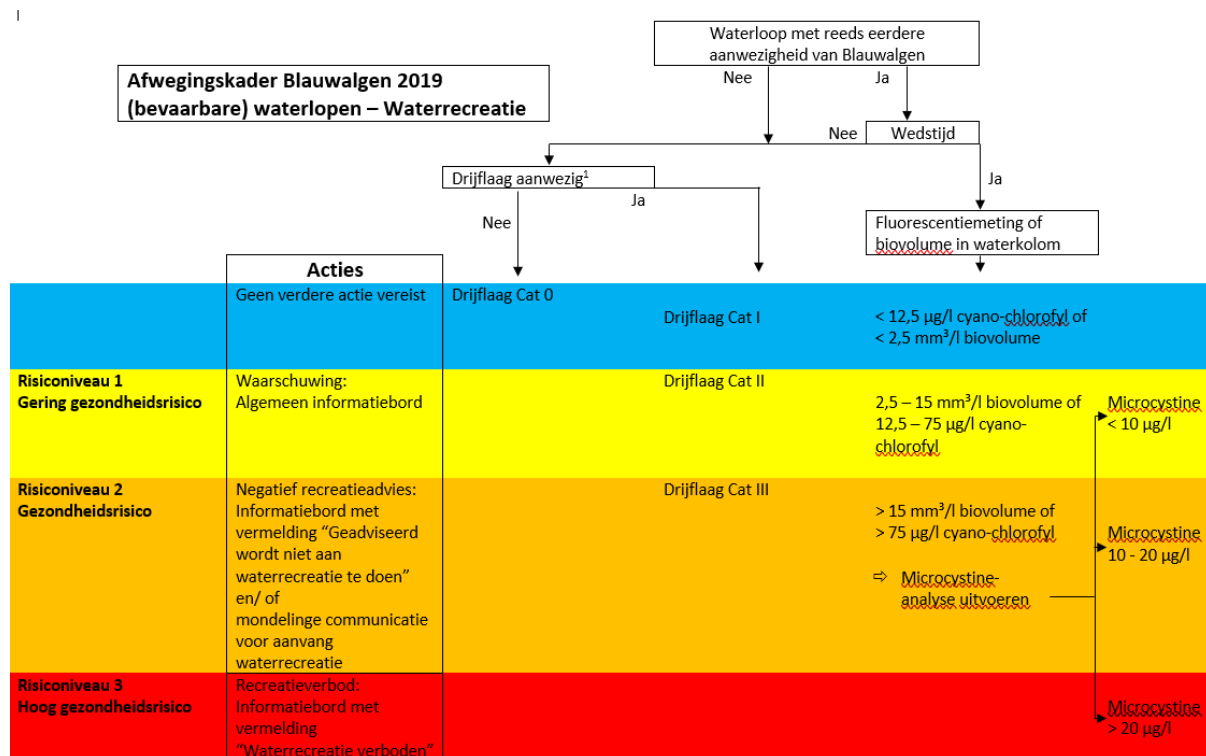 Waterloop met reeds eerdere
aanwezigheid van Blauwalgen
Afwegingskader Blauwalgen 2019
(bevaarbare) waterlopen – Waterrecreatie
Nee
Ja
Nee
Wedstijd
Drijflaag aanwezig¹
Ja
Ja
Nee
Fluorescentiemeting of
biovolume in waterkolom
Acties
Geen verdere actie vereist
Drijflaag Cat 0
Drijflaag Cat I
< 12,5 µg/l cyano-chlorofyl of
< 2,5 mm³/l biovolume
Risiconiveau 1
Gering gezondheidsrisico
Waarschuwing:
Algemeen informatiebord
Drijflaag Cat II
2,5 – 15 mm³/l biovolume of
12,5 – 75 µg/l cyano-
chlorofyl
Microcystine
< 10 µg/l
Risiconiveau 2
Gezondheidsrisico
Negatief recreatieadvies:
Informatiebord met
vermelding “Geadviseerd
wordt niet aan
waterrecreatie te doen”
en/ of
mondelinge communicatie
voor aanvang
waterrecreatie
Drijflaag Cat III
> 15 mm³/l biovolume of
> 75 µg/l cyano-chlorofyl
⇨ Microcystine-
analyse uitvoeren
Microcystine
10 - 20 µg/l
Risiconiveau 3
Hoog gezondheidsrisico
Recreatieverbod:
Informatiebord met
vermelding
“Waterrecreatie verboden”
Microcystine
> 20 µg/l